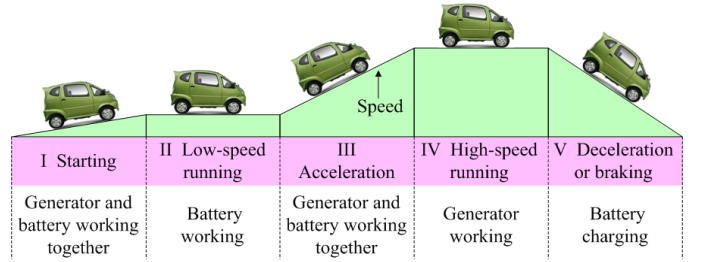 Speed
I Starting
II Low-speed
running
III
Acceleration
IV High-speed
running
V Deceleration
or braking
Generator and
battery working
together
Battery
working
Generator and
battery working
together
Generator
working
Battery
charging